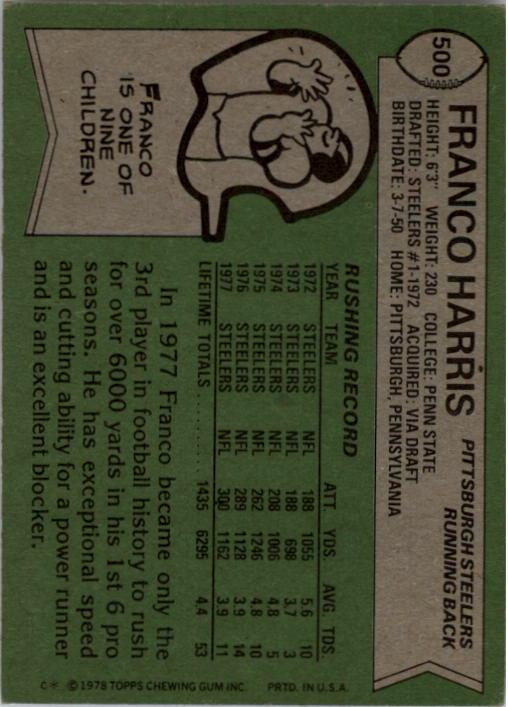 500
FRANCO HARRIS
PITTSBURGH STEELERS
RUNNING BACK
HEIGHT: 6'3" WEIGHT: 230 COLLEGE: PENN STATE
DRAFTED: STEELERS #1-1972 ACQUIRED: VIA DRAFT
BIRTHDATE: 3-7-50 HOME: PITTSBURGH, PENNSYLVANIA
FRANCO
IS ONE OF
NINE
CHILDREN.
RUSHING RECORD
YEAR TEAM ATT. YDS. AVG. TDS.
1972 STEELERS NFL 188 1055 5.6 10
1973 STEELERS NFL 188 698 3.7 3
1974 STEELERS NFL 208 1006 4.8 5
1975 STEELERS NFL 262 1246 4.8 10
1976 STEELERS NFL 289 1128 3.9 14
1977 STEELERS NFL 300 1162 3.9 11
LIFETIME TOTALS ........ 1435 6295 4.4 53
In 1977 Franco became only the
3rd player in football history to rush
for over 6000 yards in his 1st 6 pro
seasons. He has exceptional speed
and cutting ability for a power runner
and is an excellent blocker.
C* ©1978 TOPPS CHEWING GUM INC. PRTD. IN U.S.A.